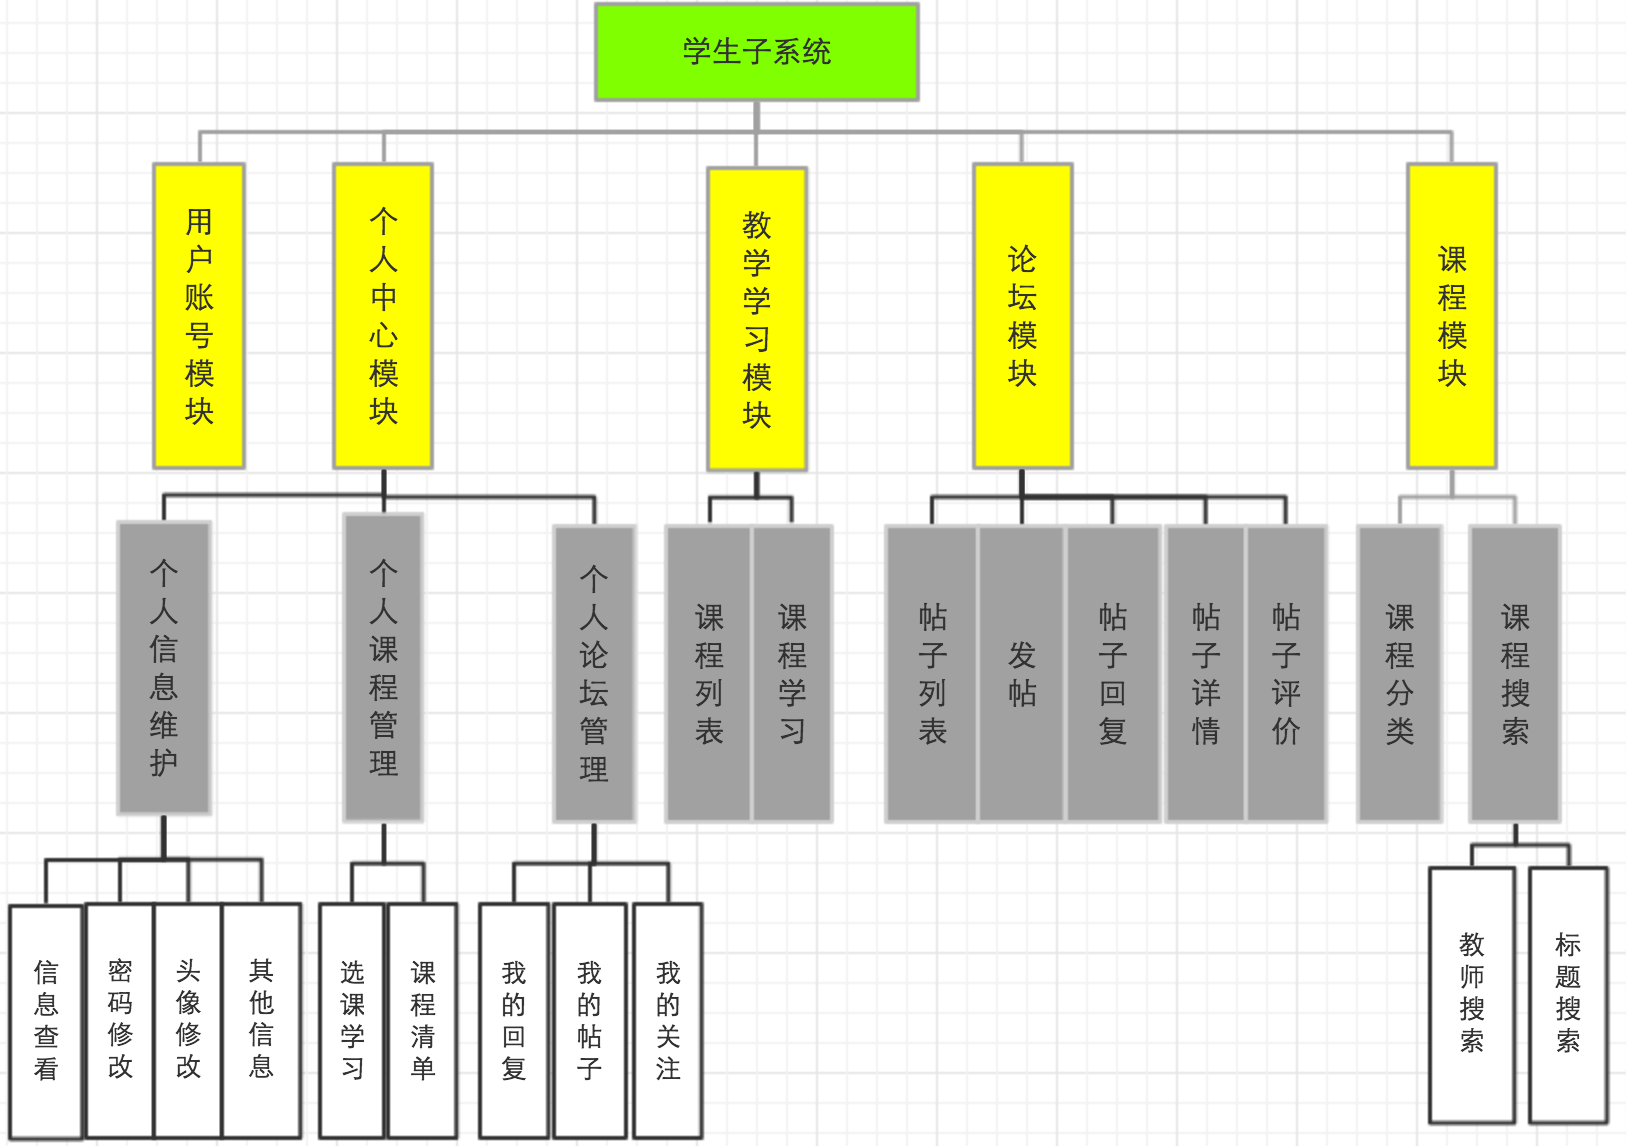 学生子系统
用户账号模块
个人中心模块
教学学习模块
论坛模块
课程模块
个人信息维护
个人课程管理
个人论坛管理
课程列表
课程学习
帖子列表
发帖
帖子回复
帖子详情
帖子评价
课程分类
课程搜索
信息查看
密码修改
头像修改
其他信息
选课学习
课程清单
我的回复
我的帖子
我的关注
教师搜索
标题搜索